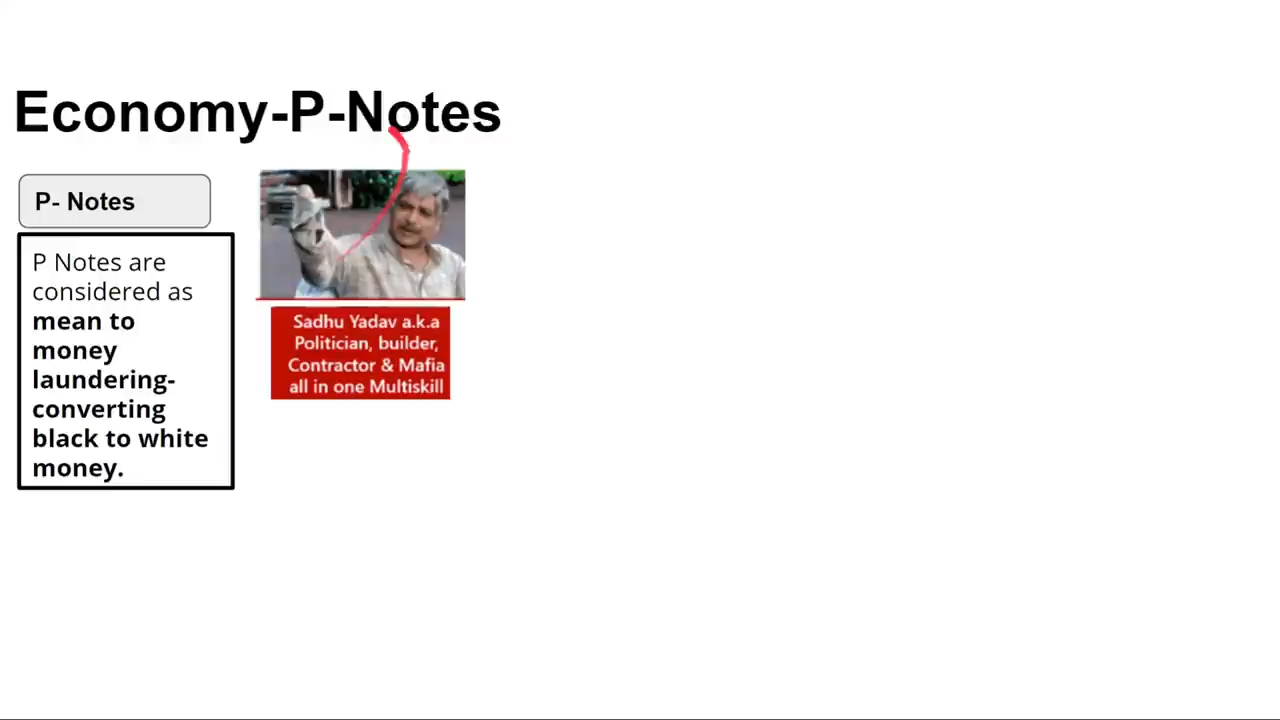 Economy-P-Notes
P- Notes
P Notes are
considered as
mean to
money
laundering-
converting
black to white
money.
Sadhu Yadav a.k.a
Politician, builder,
Contractor & Mafia
all in one Multiskill